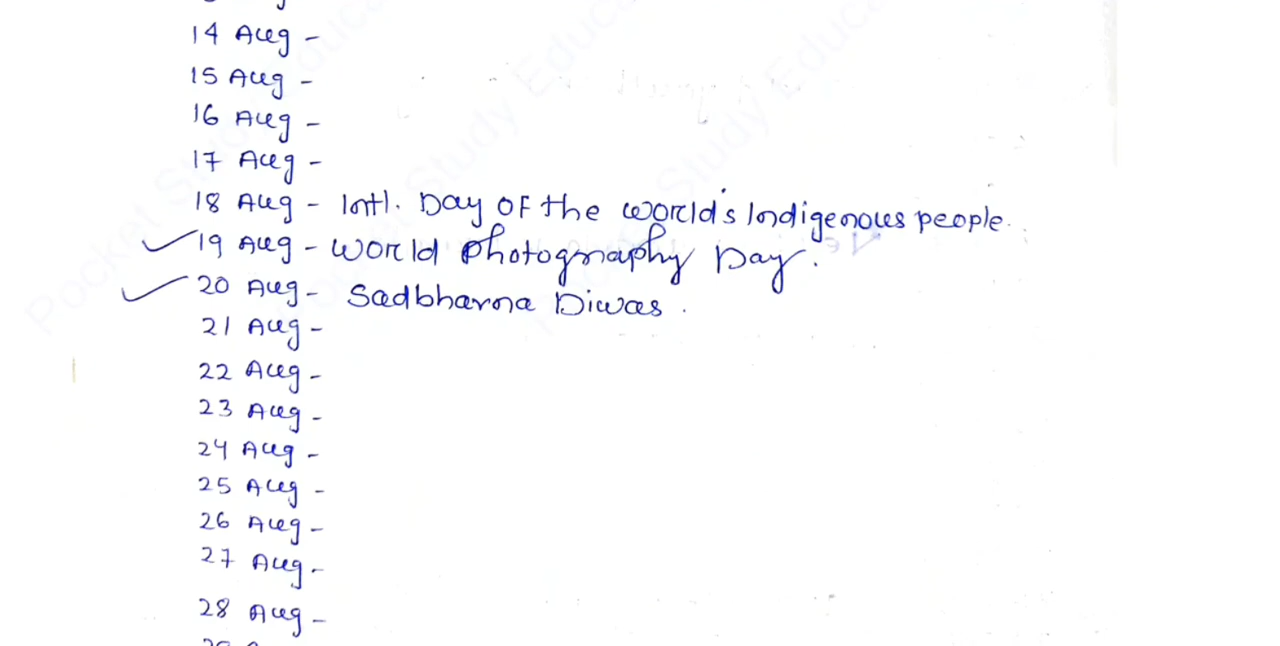 14 Aug -
15 Aug -
16 Aug -
17 Aug -
18 Aug - Intl. Day OF the world's Indigenous people.
19 Aug - World Photography Day.
20 Aug - Sadbhavna Diwas.
21 Aug -
22 Aug -
23 Aug -
24 Aug -
25 Aug -
26 Aug -
27 Aug -
28 Aug -